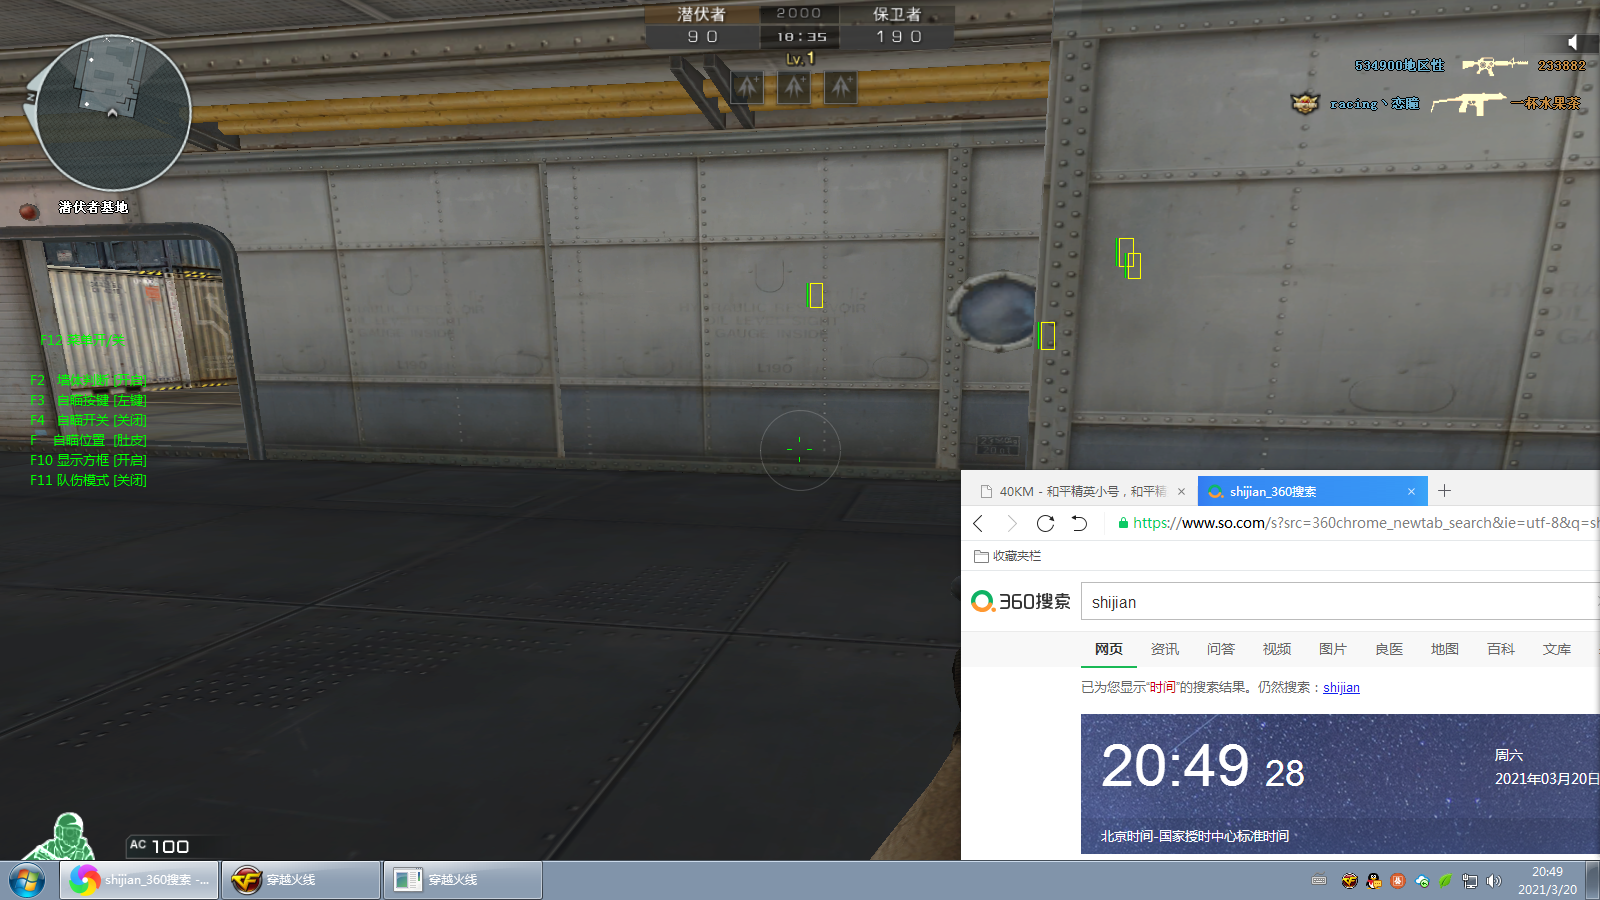 潜伏者 2000 保卫者
90 18:35 190
Lv.1
534900地区性 233882
racing丶恋瞳 一杯水果茶
N
潜伏者基地
F2 [开启]
F3 自瞄按键 [左键]
F4 自瞄开关 [关闭]
F 自瞄位置 [肚皮]
F10 显示方框 [开启]
F11 队伤模式 [关闭]
GAUGE INSIDE
L190
AC 100
40KM - 和平精英小号，和平精
shijian_360搜索
https://www.so.com/s?src=360chrome_newtab_search&ie=utf-8&q=sh
收藏夹栏
360搜索 shijian
网页 资讯 问答 视频 图片 良医 地图 百科 文库
已为您显示“时间”的搜索结果。仍然搜索：shijian
20:49 28
周六
2021年03月20日
北京时间-国家授时中心标准时间
shijian_360搜索 -... 穿越火线 穿越火线
20:49
2021/3/20